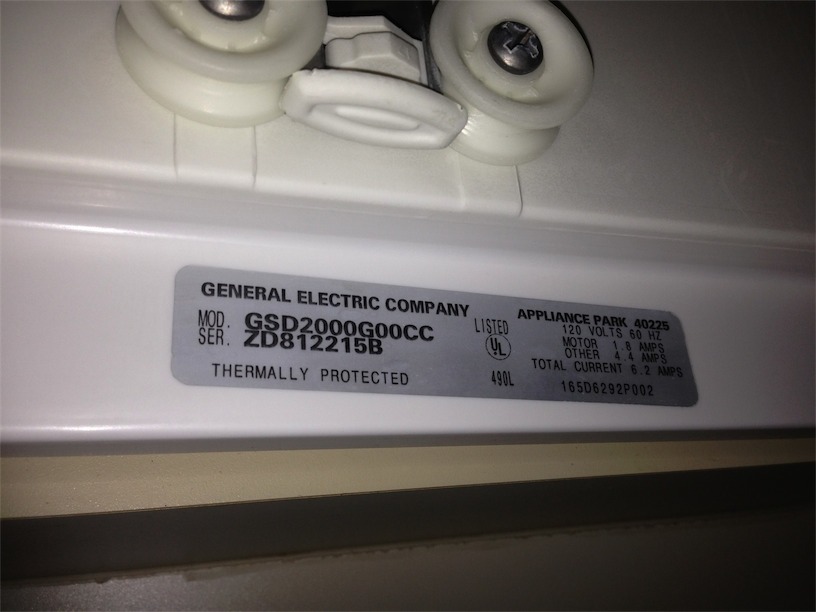 GENERAL ELECTRIC COMPANY
APPLIANCE PARK 40225
MOD. GSD2000G00CC
SER. ZD812215B
LISTED
UL
490L
THERMALLY PROTECTED
120 VOLTS 60 HZ
MOTOR 1.8 AMPS
OTHER 4.4 AMPS
TOTAL CURRENT 6.2 AMPS
165D6292P002